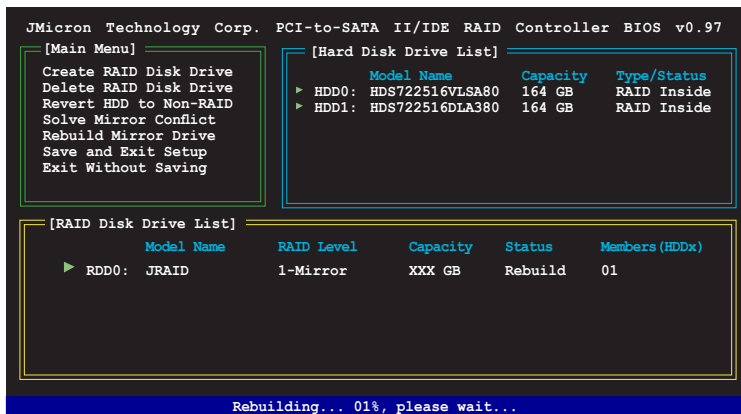 JMicron Technology Corp. PCI-to-SATA II/IDE RAID Controller BIOS v0.97
[Main Menu]
Create RAID Disk Drive
Delete RAID Disk Drive
Revert HDD to Non-RAID
Solve Mirror Conflict
Rebuild Mirror Drive
Save and Exit Setup
Exit Without Saving
[Hard Disk Drive List]
Model Name Capacity Type/Status
HDD0: HDS722516VLSA80 164 GB RAID Inside
HDD1: HDS722516DLA380 164 GB RAID Inside
[RAID Disk Drive List]
Model Name RAID Level Capacity Status Members(HDDx)
RDD0: JRAID 1-Mirror XXX GB Rebuild 01
Rebuilding... 01%, please wait...